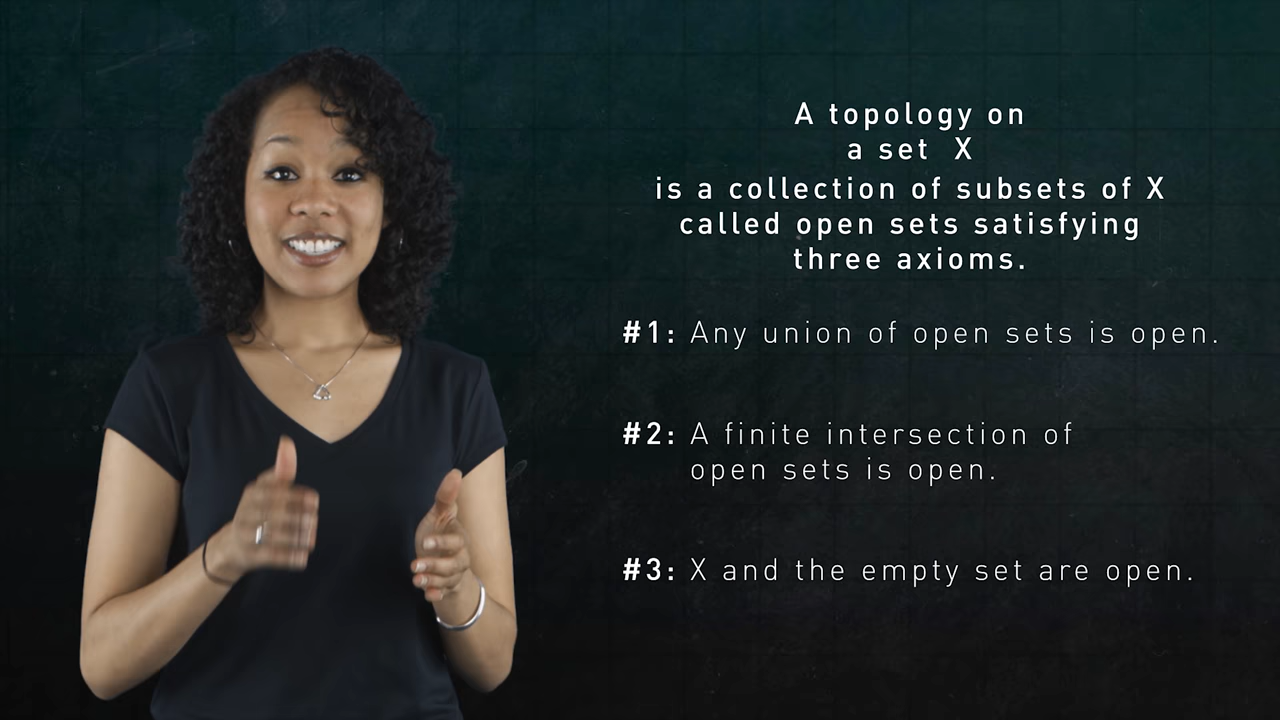 A topology on
a set X
is a collection of subsets of X
called open sets satisfying
three axioms.
#1: Any union of open sets is open.
#2: A finite intersection of
open sets is open.
#3: X and the empty set are open.